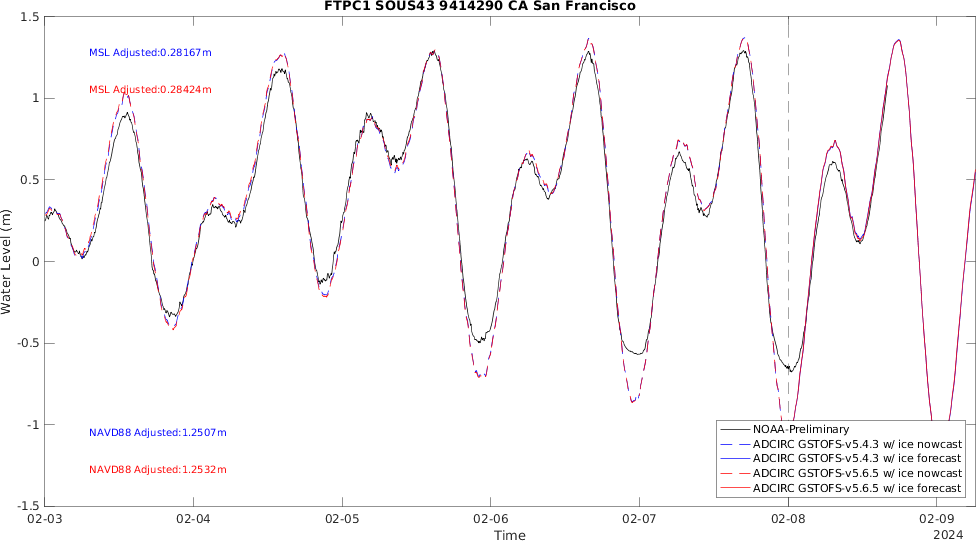 FTPC1 SOUS43 9414290 CA San Francisco
1.5
MSL Adjusted:0.28167m
MSL Adjusted:0.28424m
1
0.5
0
-0.5
-1
-1.5
Water Level (m)
NAVD88 Adjusted:1.2507m
NAVD88 Adjusted:1.2532m
NOAA-Preliminary
ADCIRC GSTOFS-v5.4.3 w/ ice nowcast
ADCIRC GSTOFS-v5.4.3 w/ ice forecast
ADCIRC GSTOFS-v5.6.5 w/ ice nowcast
ADCIRC GSTOFS-v5.6.5 w/ ice forecast
02-03 02-04 02-05 02-06 02-07 02-08 02-09
Time
2024